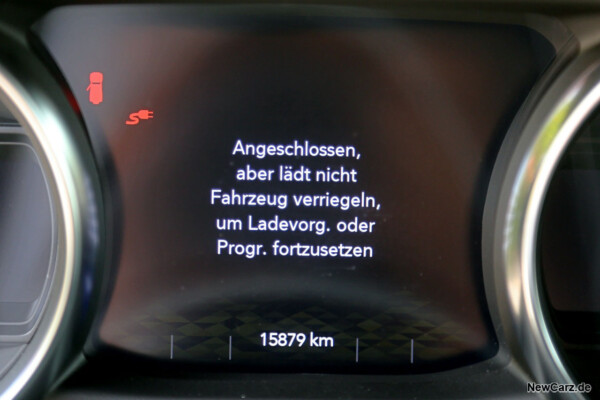 Angeschlossen,
aber lädt nicht
Fahrzeug verriegeln,
um Ladevorg. oder
Progr. fortzusetzen
15879 km
NewCarz.de